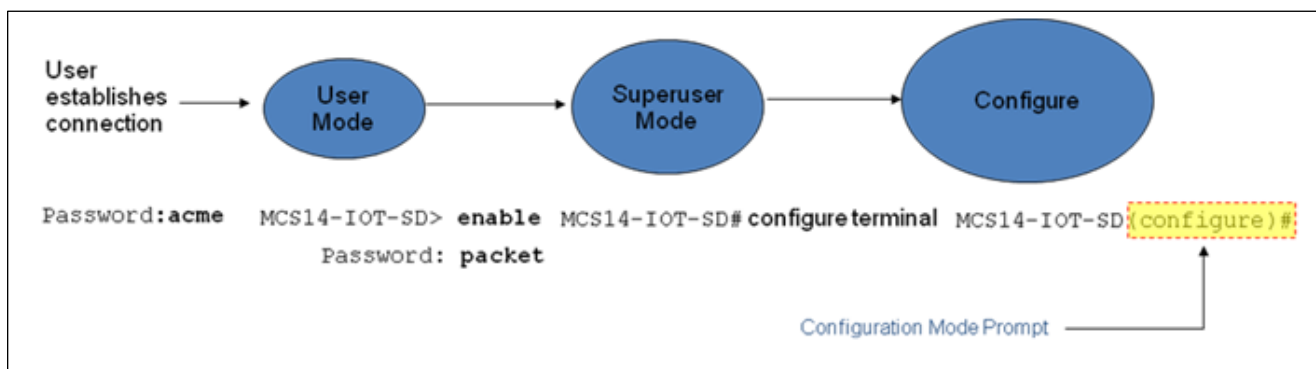 User
establishes
connection
User
Mode
Superuser
Mode
Configure
Password:acme
MCS14-IOT-SD> enable
Password: packet
MCS14-IOT-SD# configure terminal
MCS14-IOT-SD(configure)#
Configuration Mode Prompt